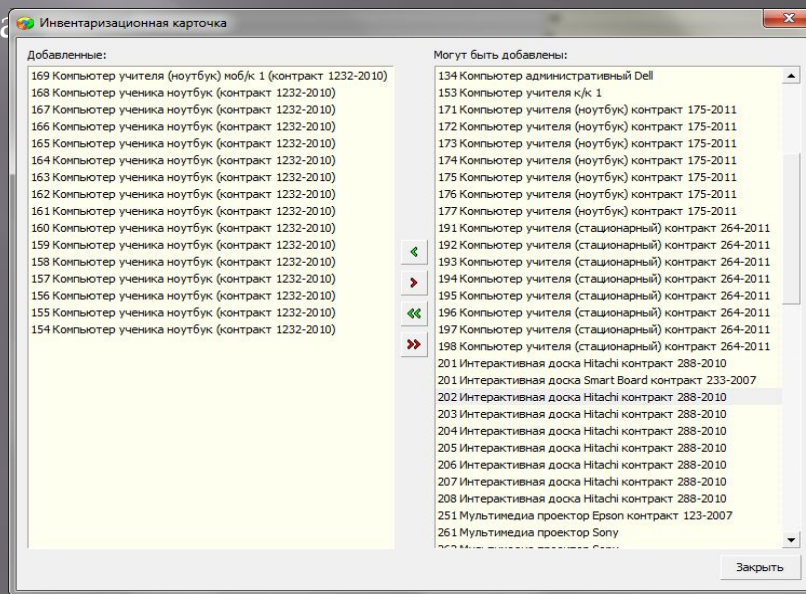 Инвентаризационная карточка
Добавленные:
169 Компьютер учителя (ноутбук) моб/к 1 (контракт 1232-2010)
168 Компьютер ученика ноутбук (контракт 1232-2010)
167 Компьютер ученика ноутбук (контракт 1232-2010)
166 Компьютер ученика ноутбук (контракт 1232-2010)
165 Компьютер ученика ноутбук (контракт 1232-2010)
164 Компьютер ученика ноутбук (контракт 1232-2010)
163 Компьютер ученика ноутбук (контракт 1232-2010)
162 Компьютер ученика ноутбук (контракт 1232-2010)
161 Компьютер ученика ноутбук (контракт 1232-2010)
160 Компьютер ученика ноутбук (контракт 1232-2010)
159 Компьютер ученика ноутбук (контракт 1232-2010)
158 Компьютер ученика ноутбук (контракт 1232-2010)
157 Компьютер ученика ноутбук (контракт 1232-2010)
156 Компьютер ученика ноутбук (контракт 1232-2010)
155 Компьютер ученика ноутбук (контракт 1232-2010)
154 Компьютер ученика ноутбук (контракт 1232-2010)
Могут быть добавлены:
134 Компьютер административный Dell
153 Компьютер учителя к/к 1
171 Компьютер учителя (ноутбук) контракт 175-2011
172 Компьютер учителя (ноутбук) контракт 175-2011
173 Компьютер учителя (ноутбук) контракт 175-2011
174 Компьютер учителя (ноутбук) контракт 175-2011
175 Компьютер учителя (ноутбук) контракт 175-2011
176 Компьютер учителя (ноутбук) контракт 175-2011
177 Компьютер учителя (ноутбук) контракт 175-2011
191 Компьютер учителя (стационарный) контракт 264-2011
192 Компьютер учителя (стационарный) контракт 264-2011
193 Компьютер учителя (стационарный) контракт 264-2011
194 Компьютер учителя (стационарный) контракт 264-2011
195 Компьютер учителя (стационарный) контракт 264-2011
196 Компьютер учителя (стационарный) контракт 264-2011
197 Компьютер учителя (стационарный) контракт 264-2011
198 Компьютер учителя (стационарный) контракт 264-2011
201 Интерактивная доска Hitachi контракт 288-2010
201 Интерактивная доска Smart Board контракт 233-2007
202 Интерактивная доска Hitachi контракт 288-2010
203 Интерактивная доска Hitachi контракт 288-2010
204 Интерактивная доска Hitachi контракт 288-2010
205 Интерактивная доска Hitachi контракт 288-2010
206 Интерактивная доска Hitachi контракт 288-2010
207 Интерактивная доска Hitachi контракт 288-2010
208 Интерактивная доска Hitachi контракт 288-2010
251 Мультимедиа проектор Epson контракт 123-2007
261 Мультимедиа проектор Sony
Закрыть